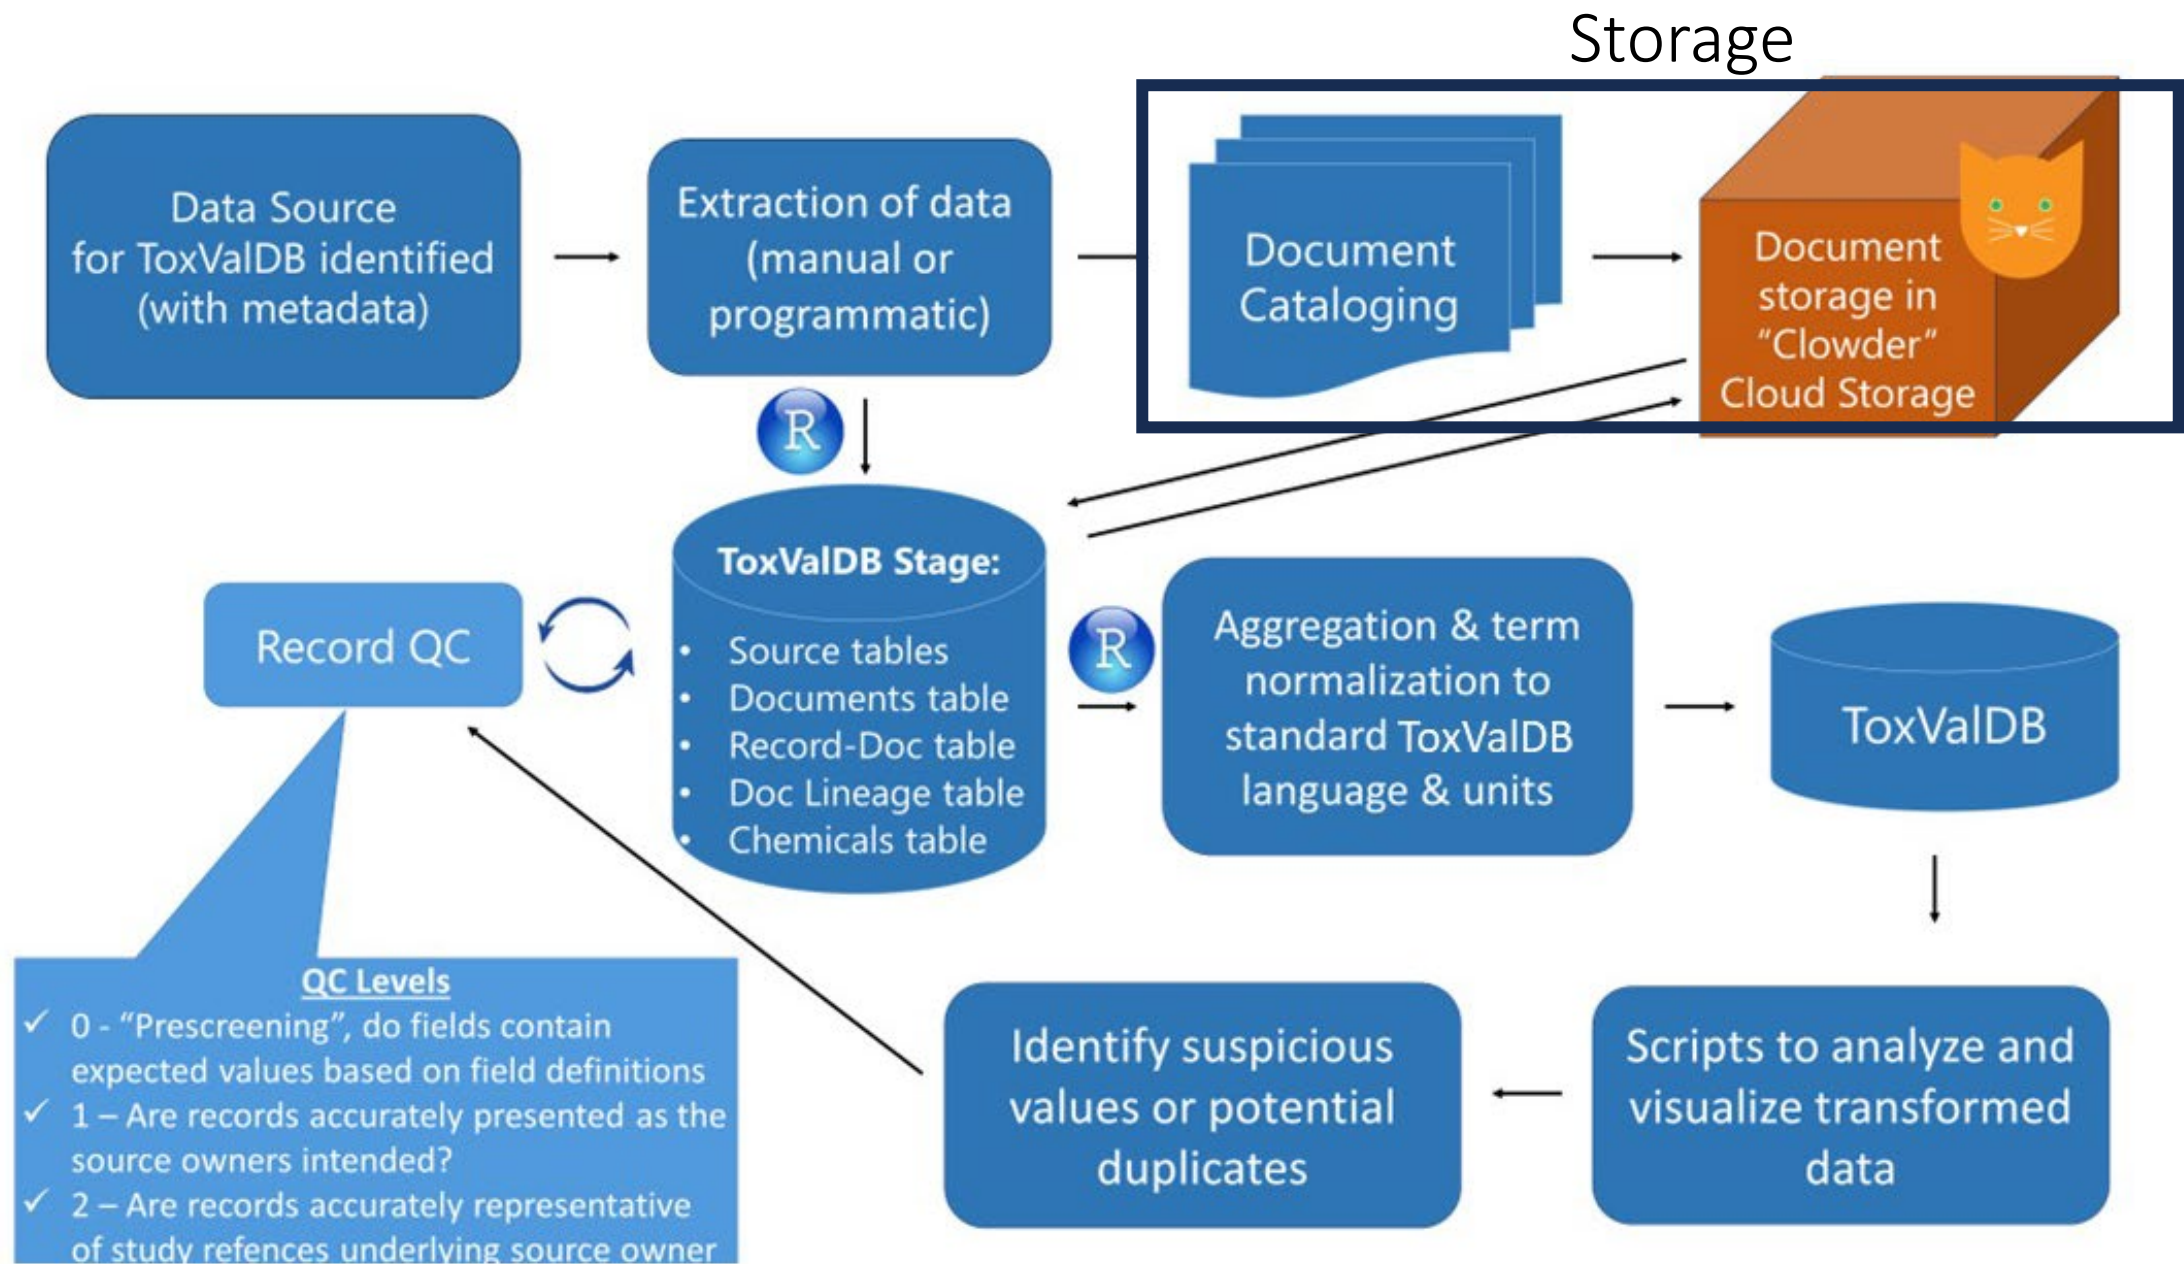 Storage
Data Source
for ToxValDB identified
(with metadata)
Extraction of data
(manual or
programmatic)
Document
Cataloging
Document
storage in
“Clowder”
Cloud Storage
R
ToxValDB Stage:
• Source tables
• Documents table
• Record-Doc table
• Doc Lineage table
• Chemicals table
Record QC
R
Aggregation & term
normalization to
standard ToxValDB
language & units
ToxValDB
QC Levels
✓ 0 - “Prescreening”, do fields contain
expected values based on field definitions
✓ 1 – Are records accurately presented as the
source owners intended?
✓ 2 – Are records accurately representative
of study refences underlying source owner
Identify suspicious
values or potential
duplicates
Scripts to analyze and
visualize transformed
data